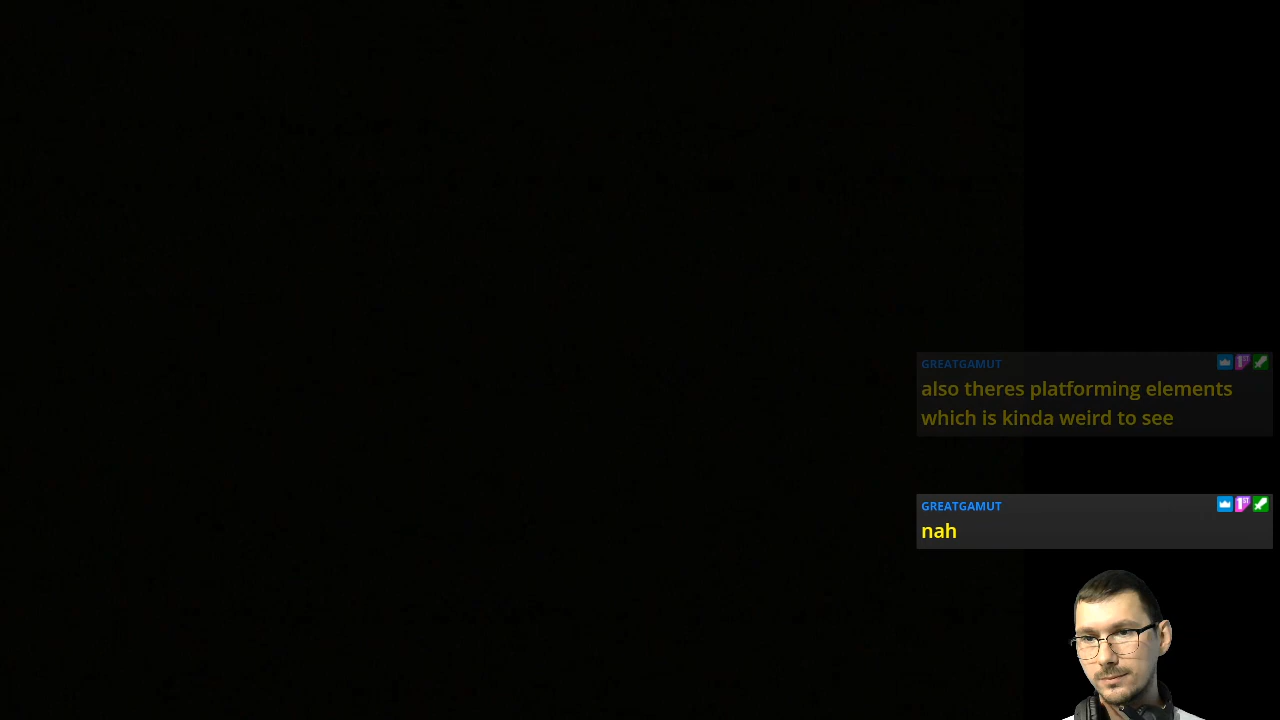 GREATGAMUT
also theres platforming elements
which is kinda weird to see
GREATGAMUT
nah